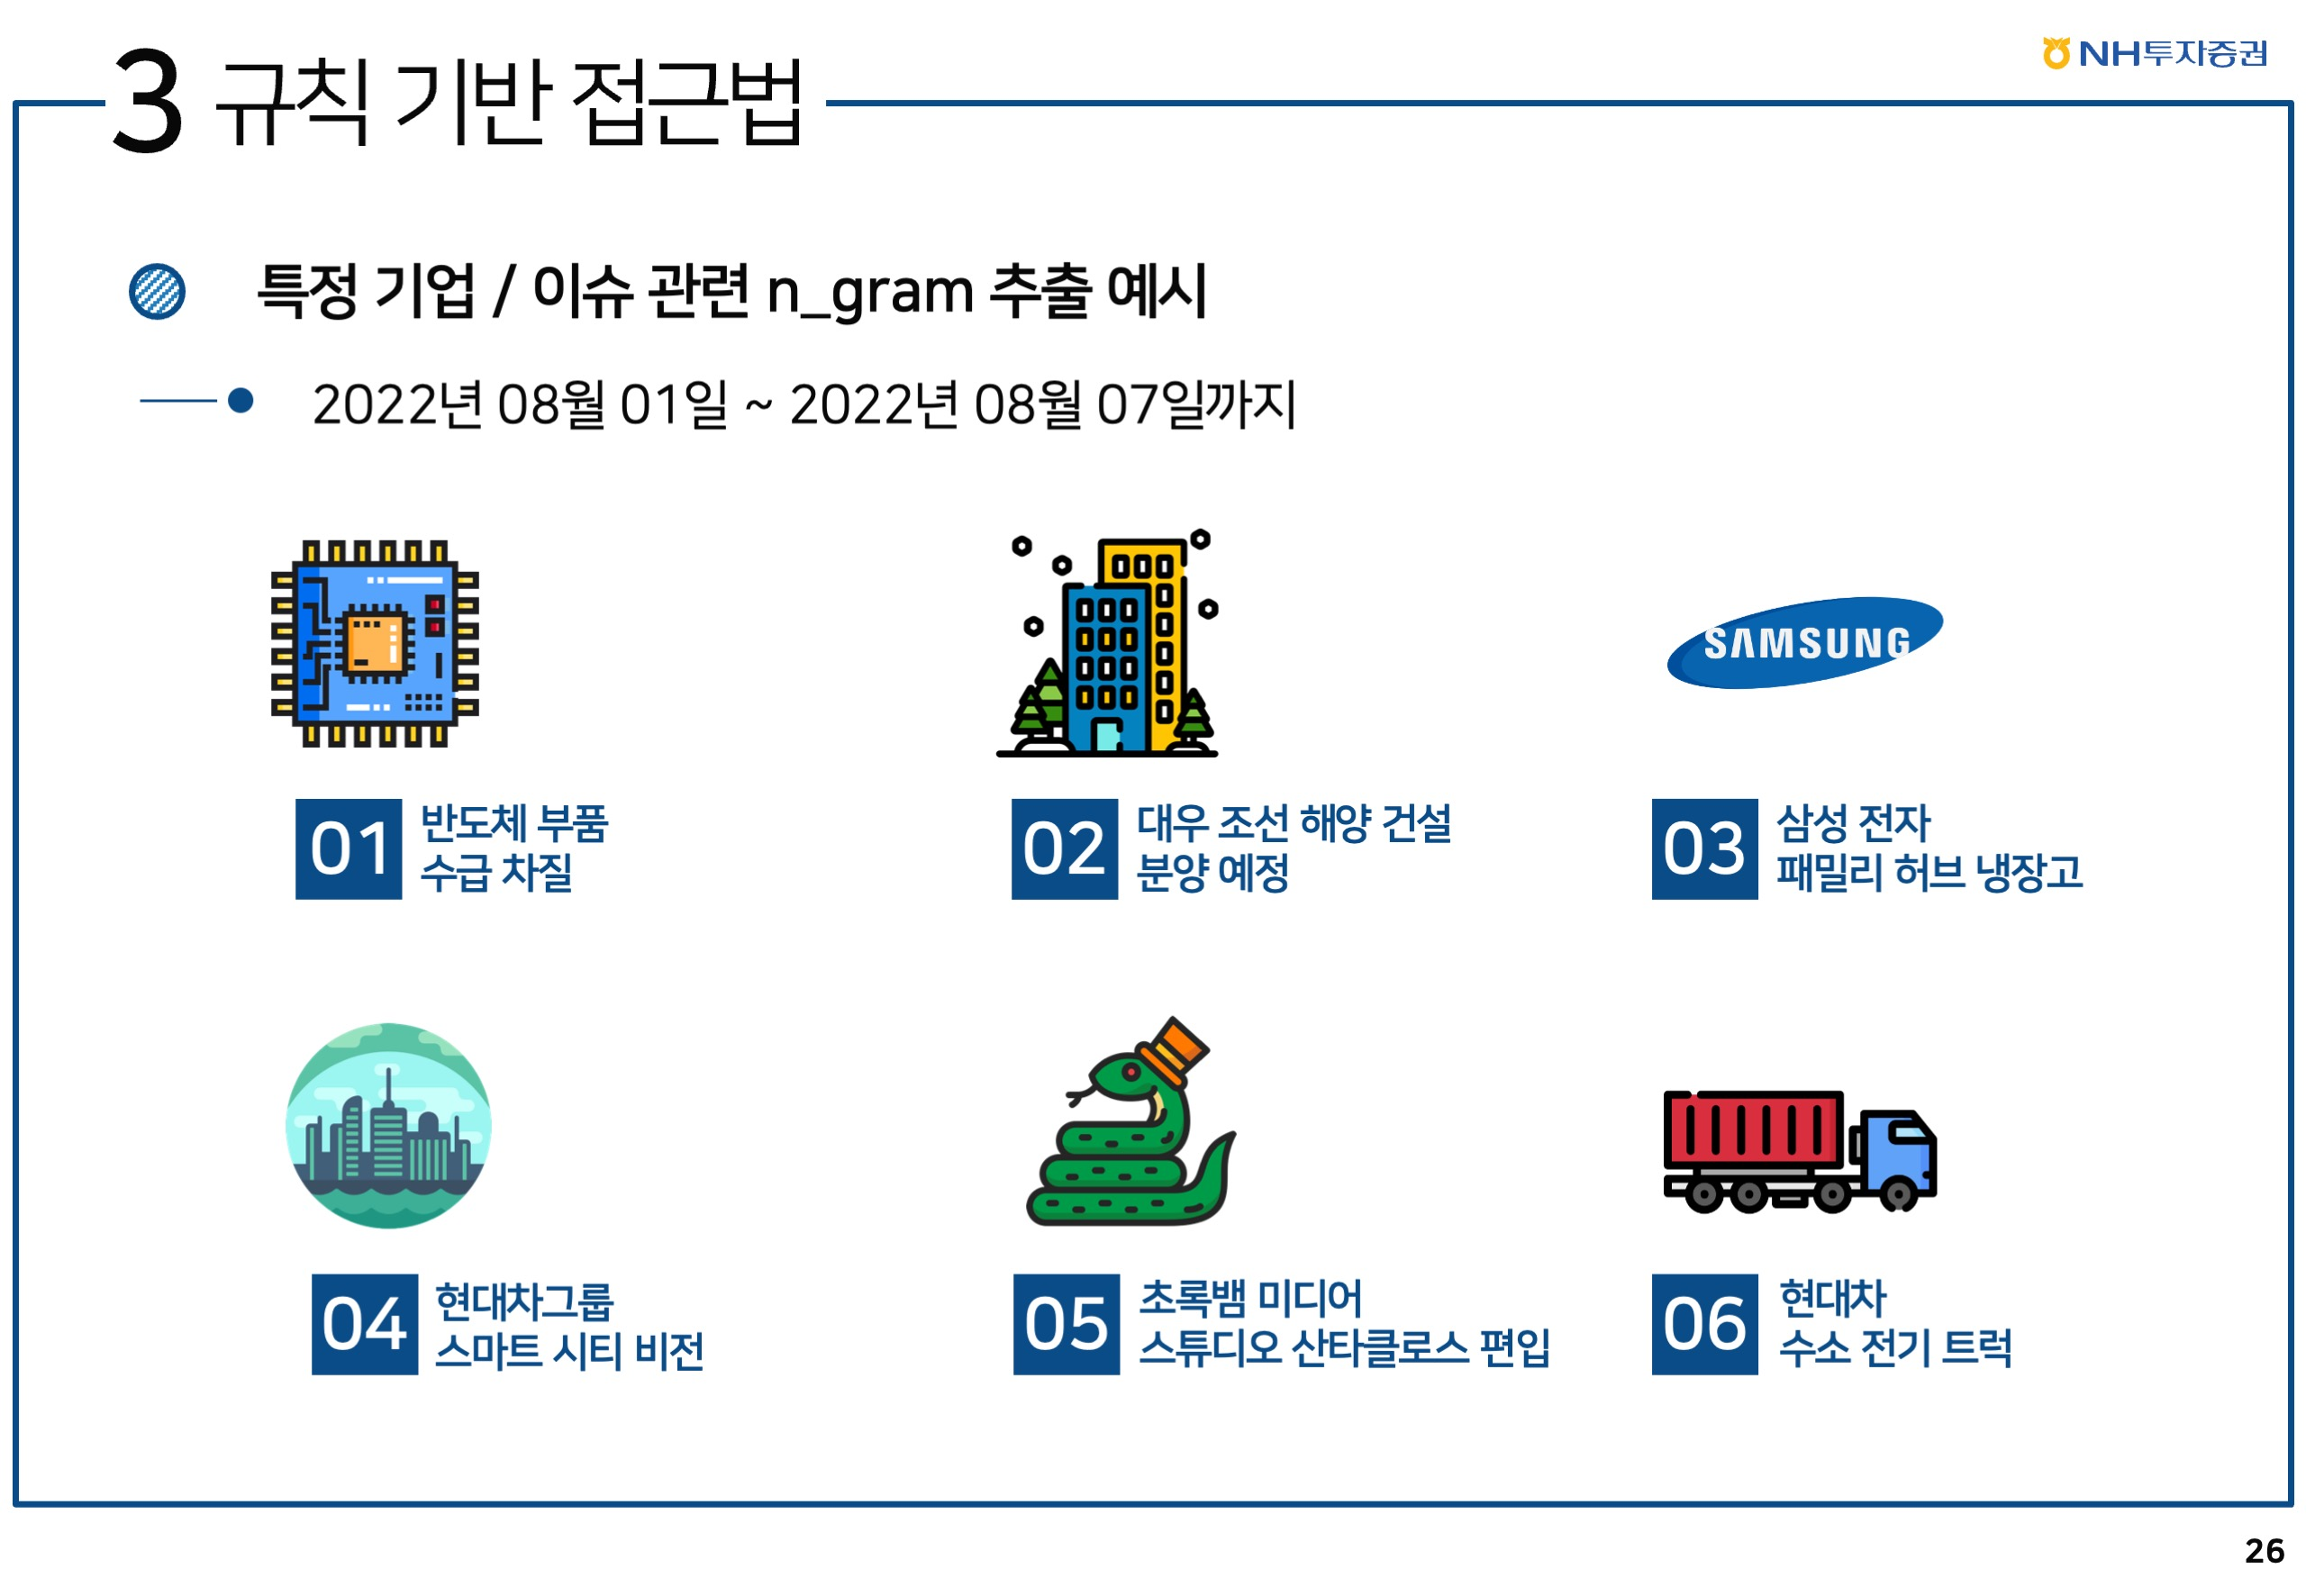 3 규칙 기반 접근법
NH투자증권
특정 기업 / 이슈 관련 n_gram 추출 예시
2022년 08월 01일 ~ 2022년 08월 07일까지
SAMSUNG
01 반도체 부품
수급 차질
02 대우 조선 해양 건설
분양 예정
03 삼성 전자
패밀리 허브 냉장고
04 현대차그룹
스마트 시티 비전
05 초록뱀 미디어
스튜디오 산타클로스 편입
06 현대차
수소 전기 트럭
26